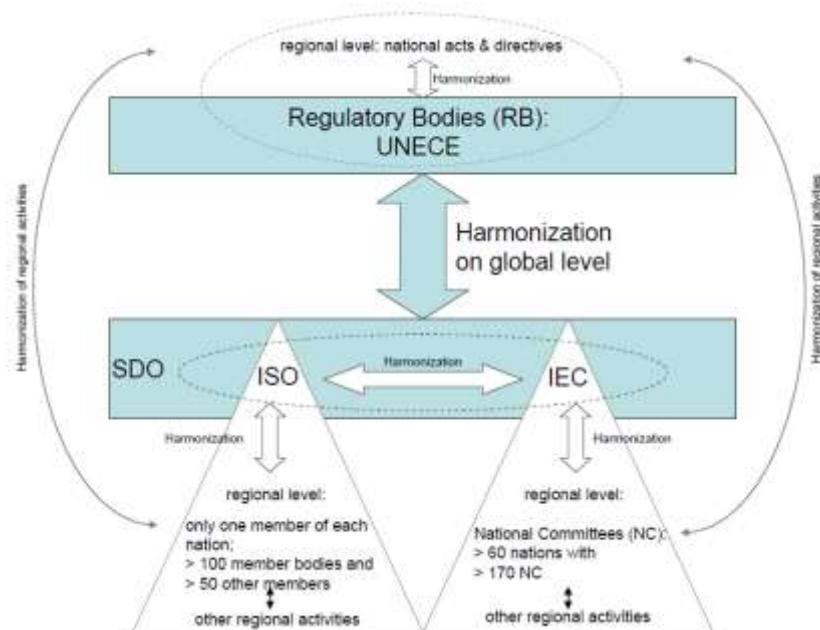 regional level: national acts & directives
Harmonization
Regulatory Bodies (RB):
UNECE
Harmonization of regional activities
Harmonization of regional activities
Harmonization
on global level
SDO
ISO
Harmonization
IEC
Harmonization
Harmonization
regional level:
only one member of each
nation;
> 100 member bodies and
> 50 other members
other regional activities
regional level:
National Committees (NC):
> 60 nations with
> 170 NC
other regional activities